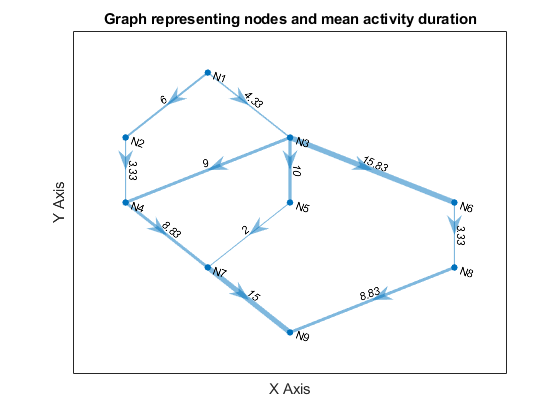 Graph representing nodes and mean activity duration
N1
6
4.33
N2
N3
3.33
9
10
15.83
N4
N5
N6
8.83
2
3.33
N7
N8
15
8.83
N9
Y Axis
X Axis